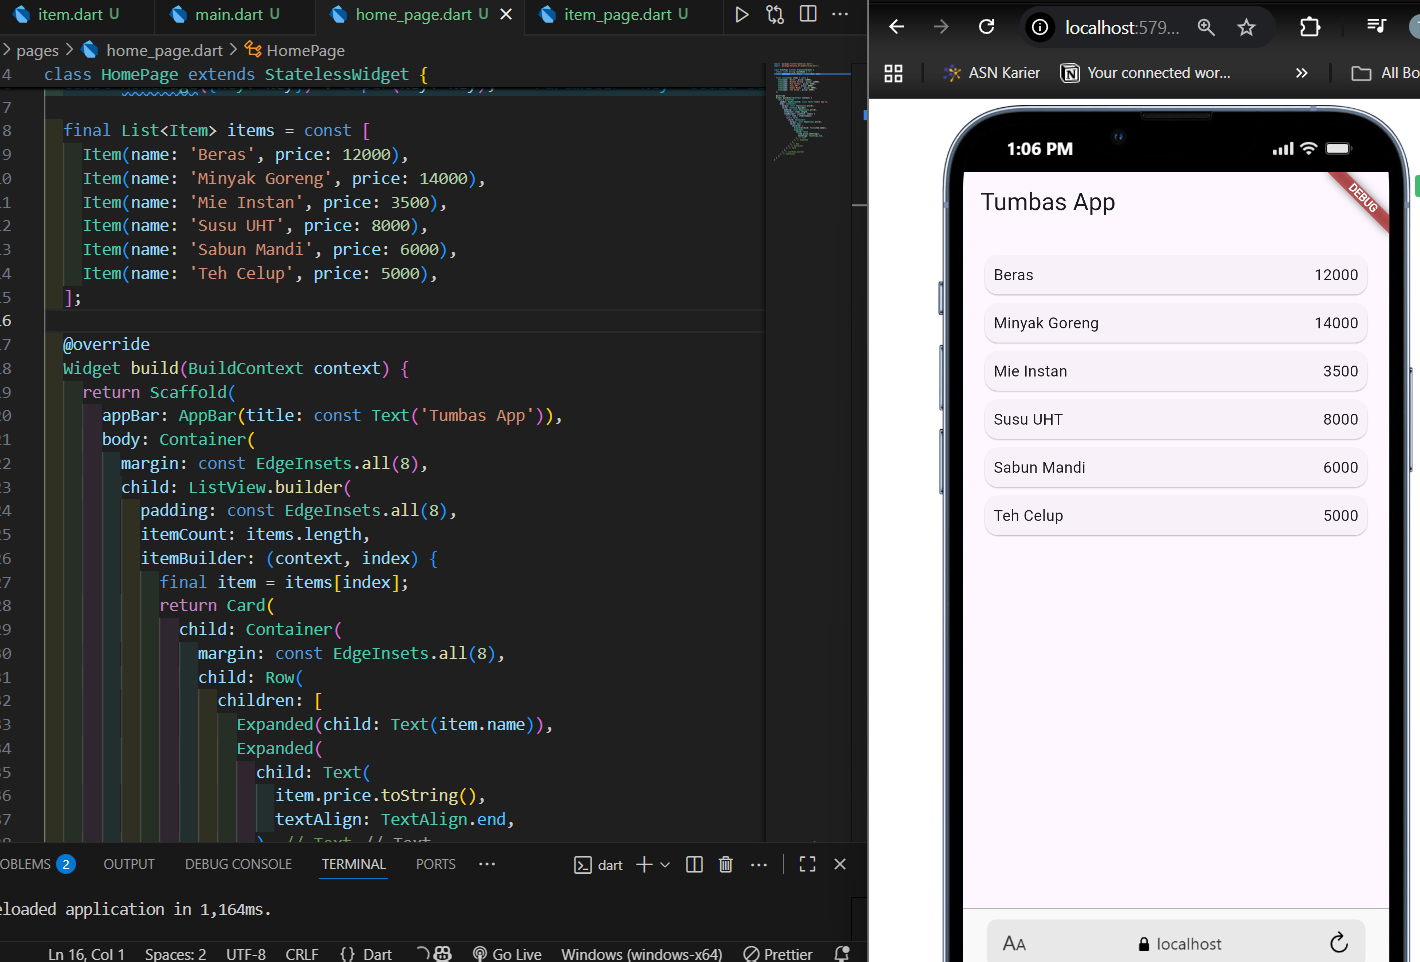 item.dart U
main.dart U
home_page.dart U
item_page.dart U
pages > home_page.dart > HomePage
4 class HomePage extends StatelessWidget {
7
8 final List<Item> items = const [
9 Item(name: 'Beras', price: 12000),
0 Item(name: 'Minyak Goreng', price: 14000),
1 Item(name: 'Mie Instan', price: 3500),
2 Item(name: 'Susu UHT', price: 8000),
3 Item(name: 'Sabun Mandi', price: 6000),
4 Item(name: 'Teh Celup', price: 5000),
5 ];
6
7 @override
8 Widget build(BuildContext context) {
9 return Scaffold(
0 appBar: AppBar(title: const Text('Tumbas App')),
1 body: Container(
2 margin: const EdgeInsets.all(8),
3 child: ListView.builder(
4 padding: const EdgeInsets.all(8),
5 itemCount: items.length,
6 itemBuilder: (context, index) {
7 final item = items[index];
8 return Card(
9 child: Container(
0 margin: const EdgeInsets.all(8),
1 child: Row(
2 children: [
3 Expanded(child: Text(item.name)),
4 Expanded(
5 child: Text(
6 item.price.toString(),
7 textAlign: TextAlign.end,
OBLEMS 2 OUTPUT DEBUG CONSOLE TERMINAL PORTS ... dart
eloaded application in 1,164ms.
Ln 16, Col 1 Spaces: 2 UTF-8 CRLF {} Dart Go Live Windows (windows-x64) Prettier
localhost:579...
ASN Karier
Your connected wor...
»
All Bo
1:06 PM
DEBUG
Tumbas App
Beras 12000
Minyak Goreng 14000
Mie Instan 3500
Susu UHT 8000
Sabun Mandi 6000
Teh Celup 5000
AA localhost